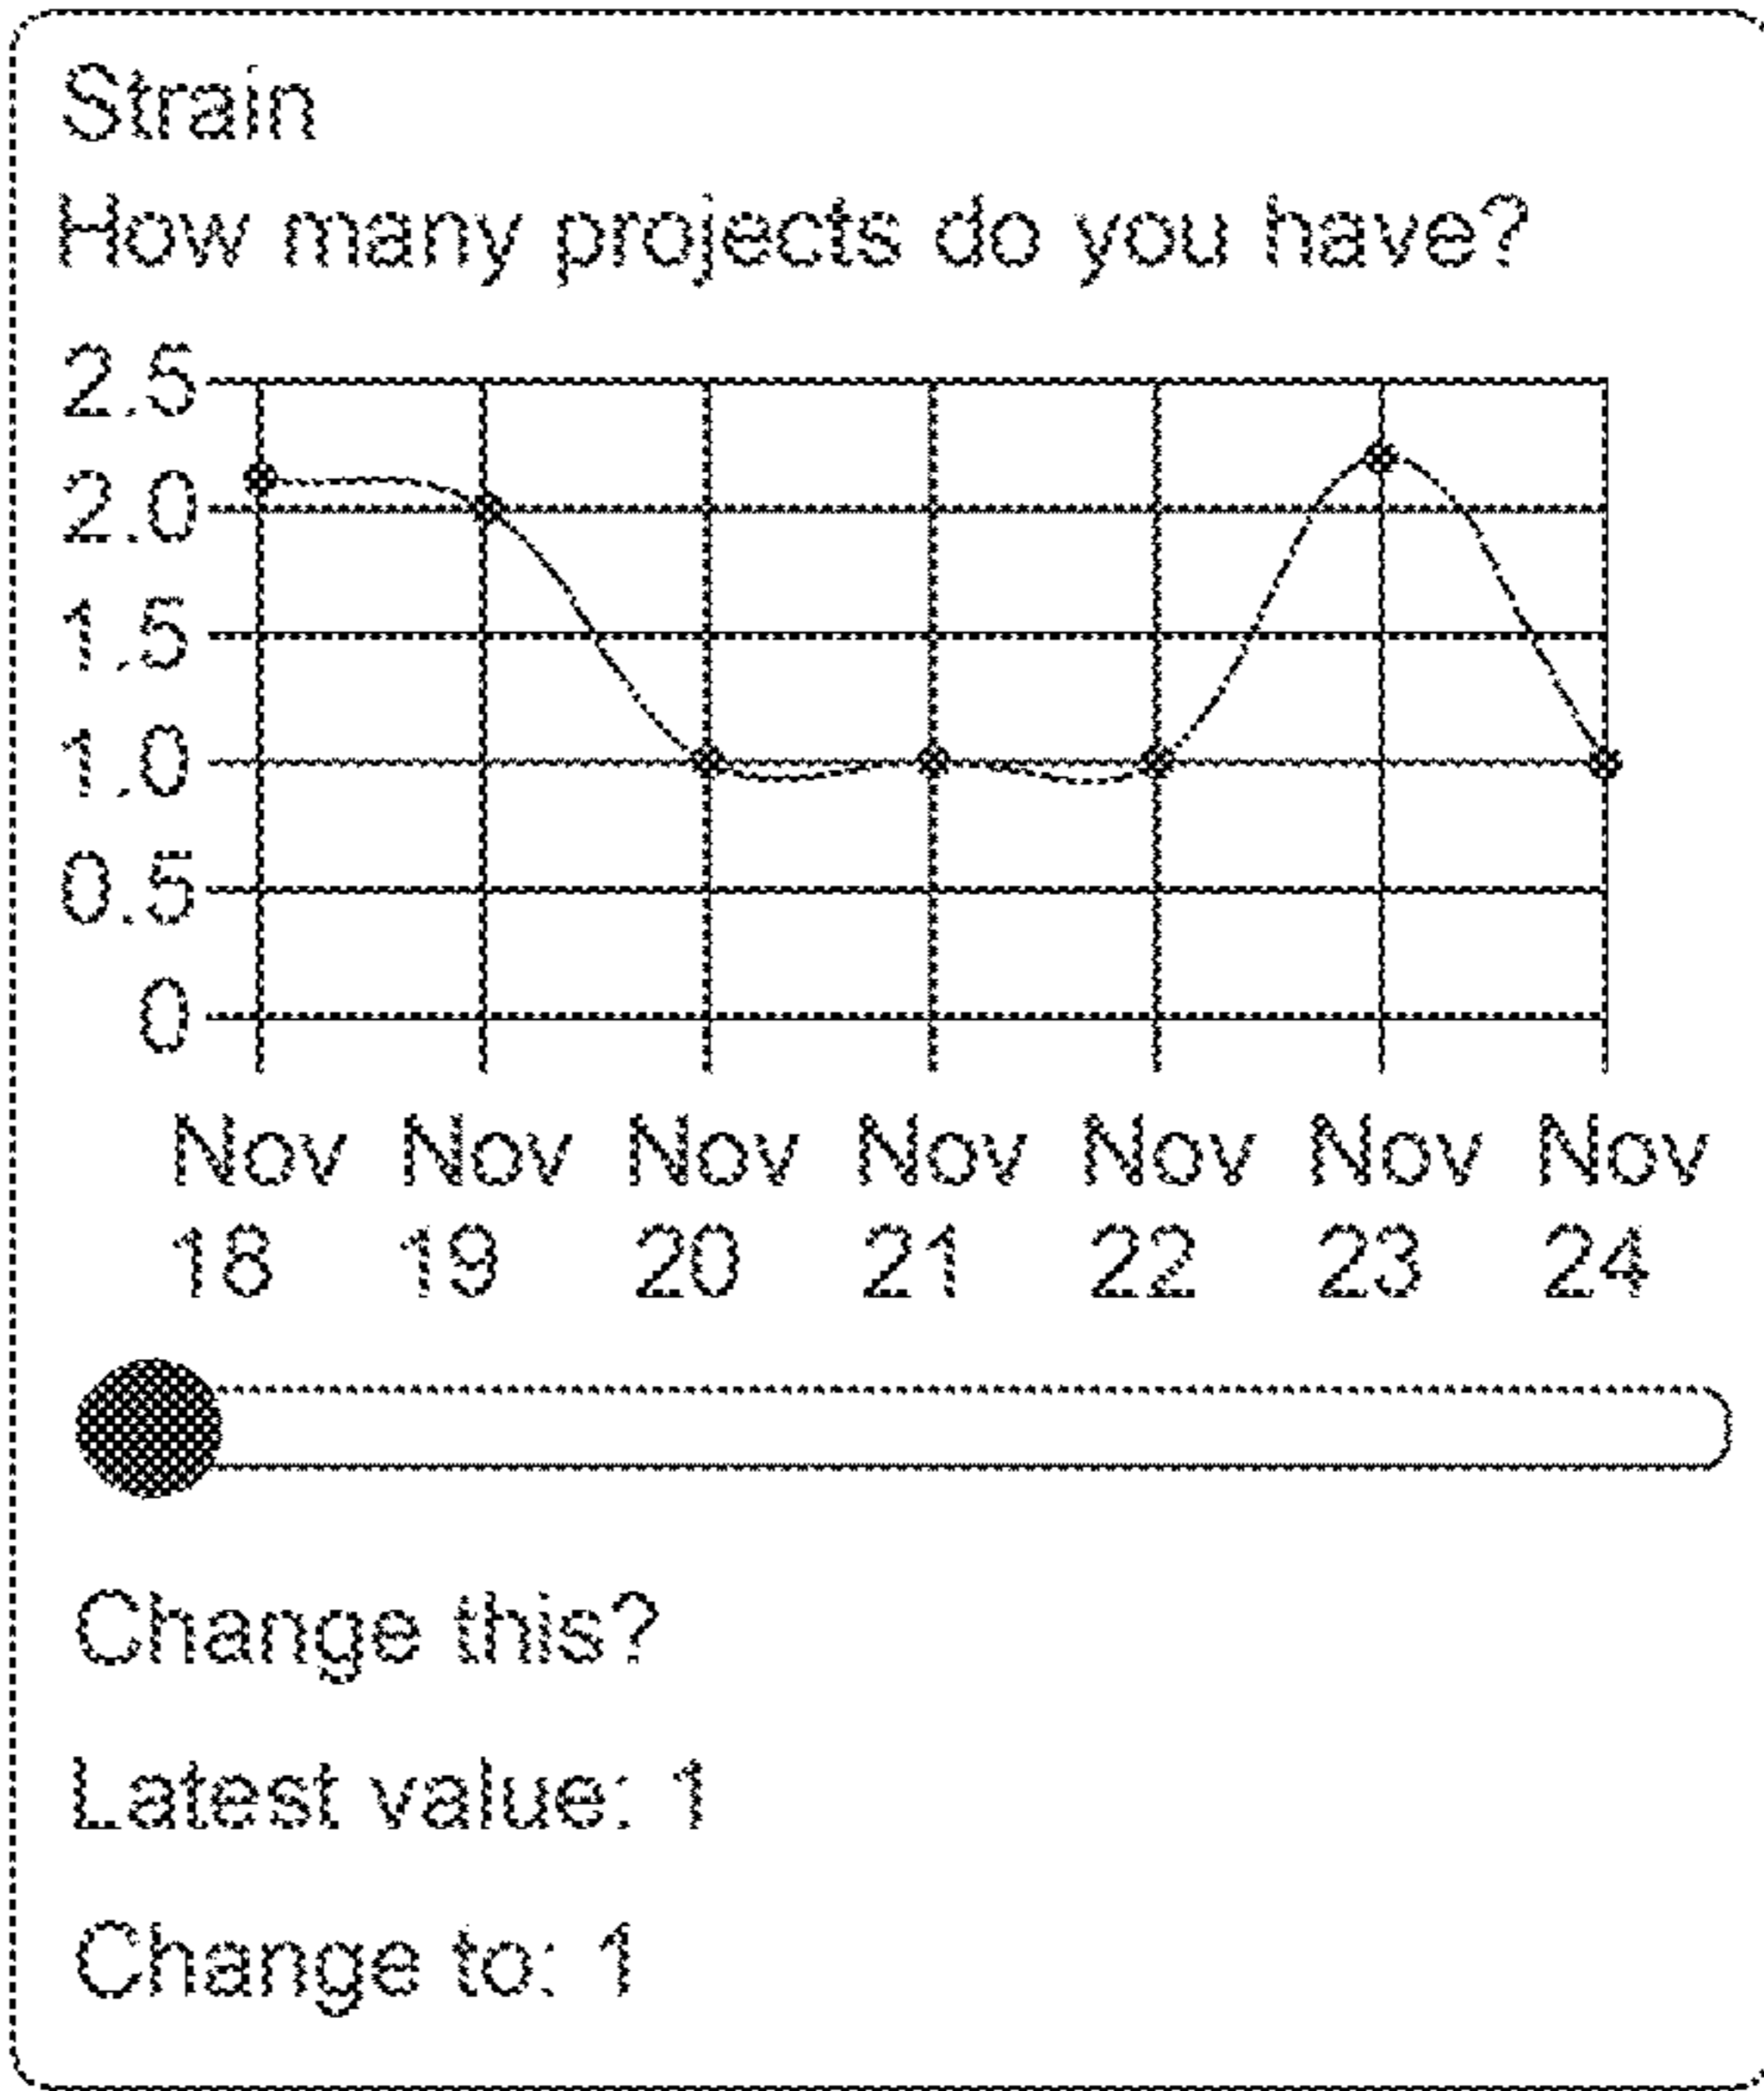 Strain
How many projects do you have?
2.5
2.0
1.5
1.0
0.5
0
Nov Nov Nov Nov Nov Nov Nov
18 19 20 21 22 23 24
Change this?
Latest value: 1
Change to: 1